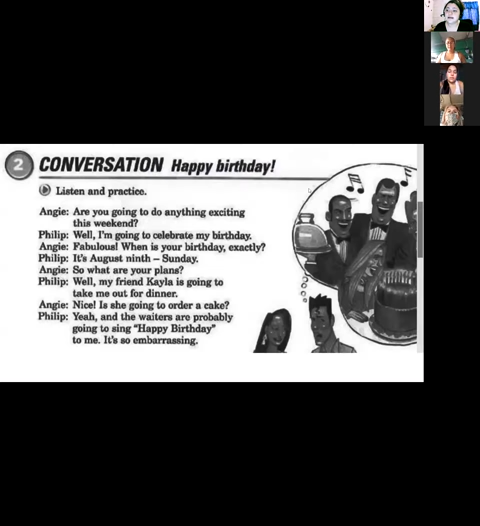 2 CONVERSATION Happy birthday!
Listen and practice.
Angie: Are you going to do anything exciting
this weekend?
Philip: Well, I'm going to celebrate my birthday.
Angie: Fabulous! When is your birthday, exactly?
Philip: It's August ninth – Sunday.
Angie: So what are your plans?
Philip: Well, my friend Kayla is going to
take me out for dinner.
Angie: Nice! Is she going to order a cake?
Philip: Yeah, and the waiters are probably
going to sing "Happy Birthday"
to me. It's so embarrassing.